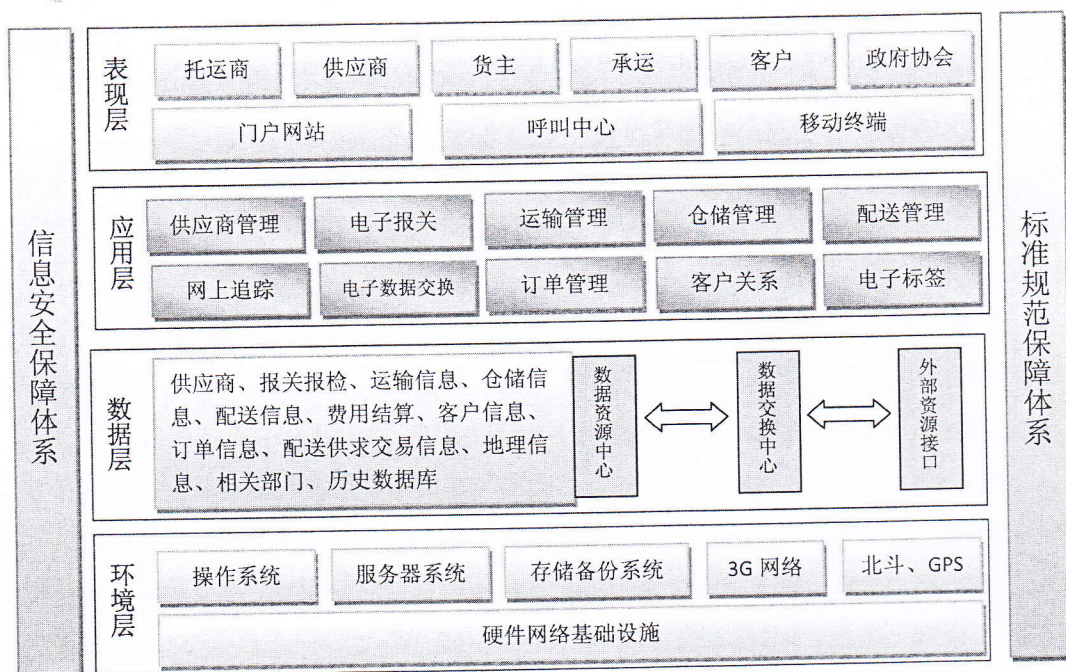 信息安全保障体系
表现层
托运商
供应商
货主
承运
客户
政府协会
门户网站
呼叫中心
移动终端
应用层
供应商管理
电子报关
运输管理
仓储管理
配送管理
网上追踪
电子数据交换
订单管理
客户关系
电子标签
数据层
供应商、报关报检、运输信息、仓储信
息、配送信息、费用结算、客户信息、
订单信息、配送供求交易信息、地理信
息、相关部门、历史数据库
数据资源中心
数据交换中心
外部资源接口
环境层
操作系统
服务器系统
存储备份系统
3G 网络
北斗、GPS
硬件网络基础设施
标准规范保障体系